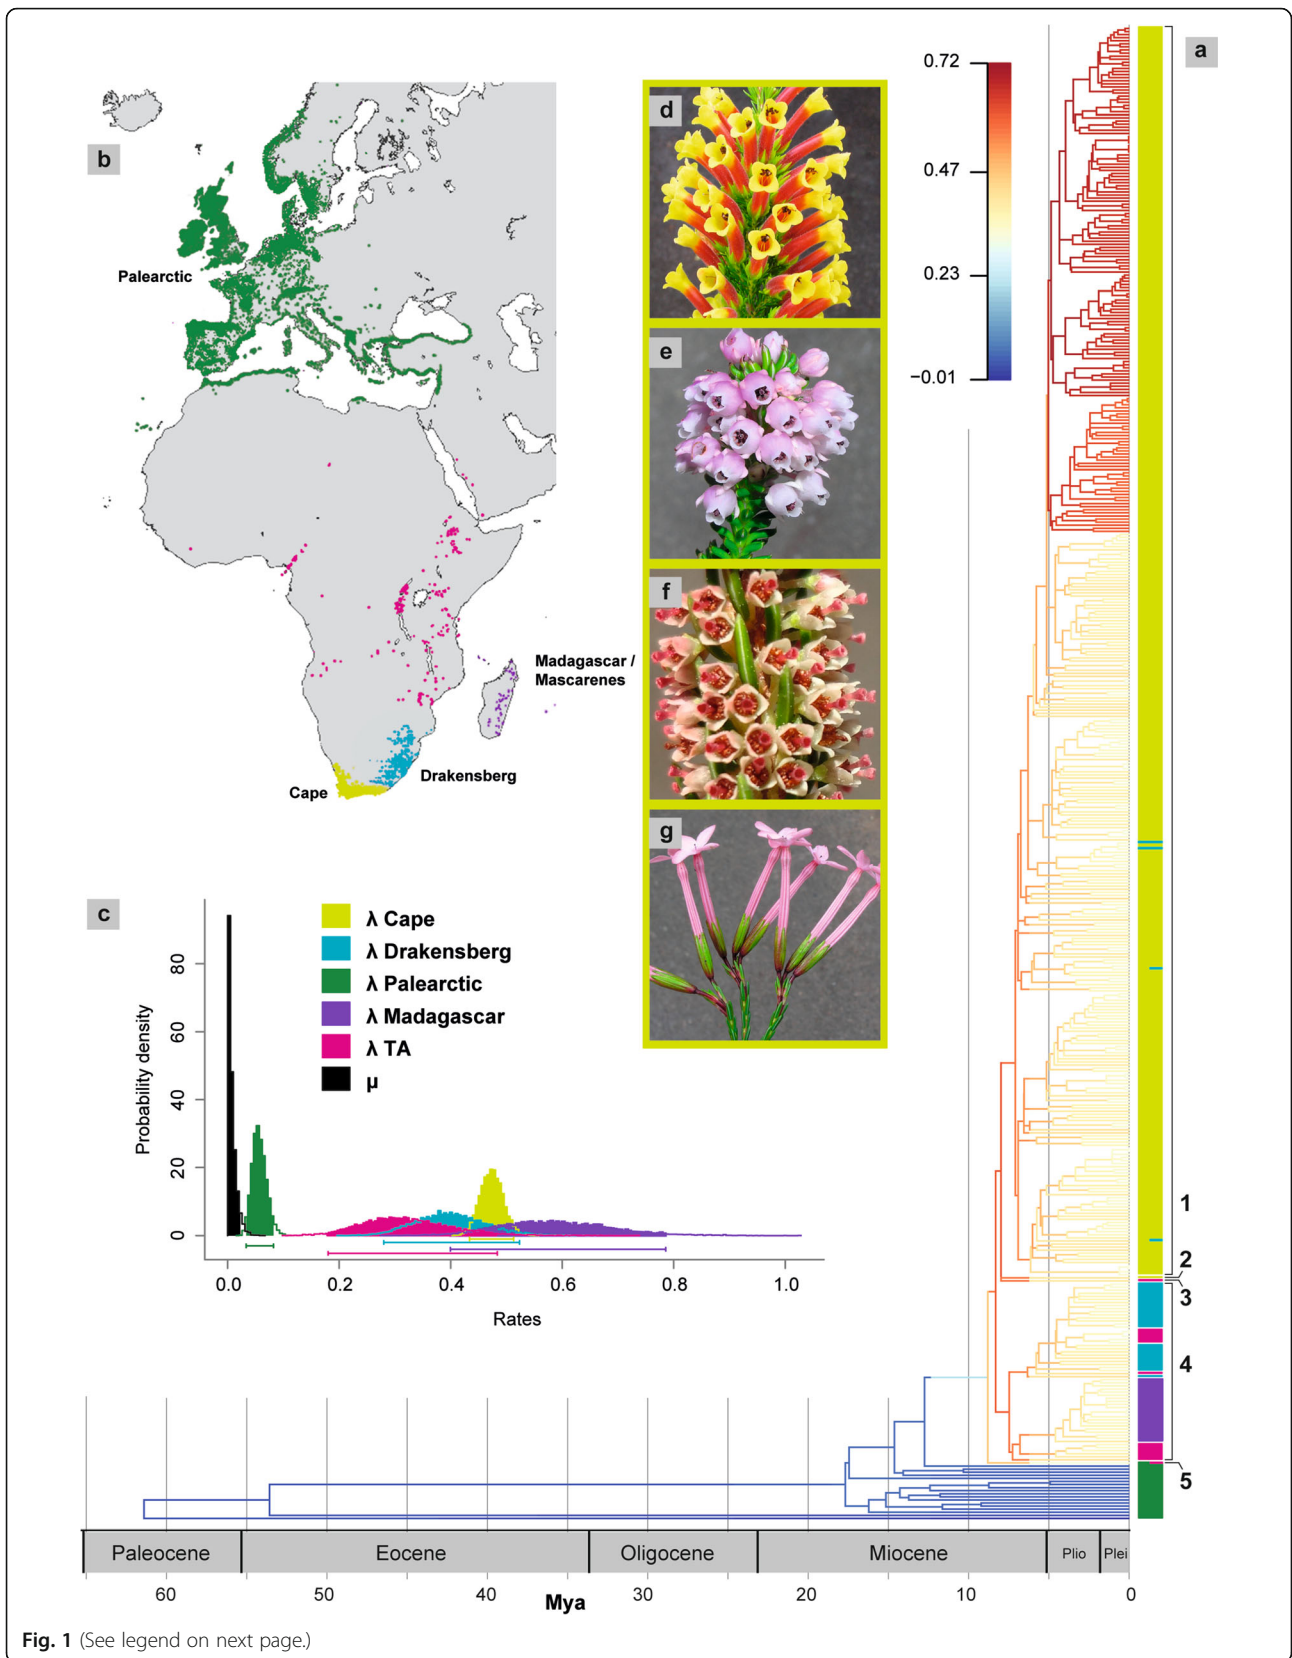 a
0.72
0.47
0.23
−0.01
b
Palearctic
Madagascar /
Mascarenes
Drakensberg
Cape
d
e
f
g
c
λ Cape
λ Drakensberg
λ Palearctic
λ Madagascar
λ TA
μ
Probability density
80
60
40
20
0
0.0 0.2 0.4 0.6 0.8 1.0
Rates
1
2
3
4
5
Paleocene Eocene Oligocene Miocene Plio Plei
60 50 40 30 20 10 0
Mya
Fig. 1 (See legend on next page.)